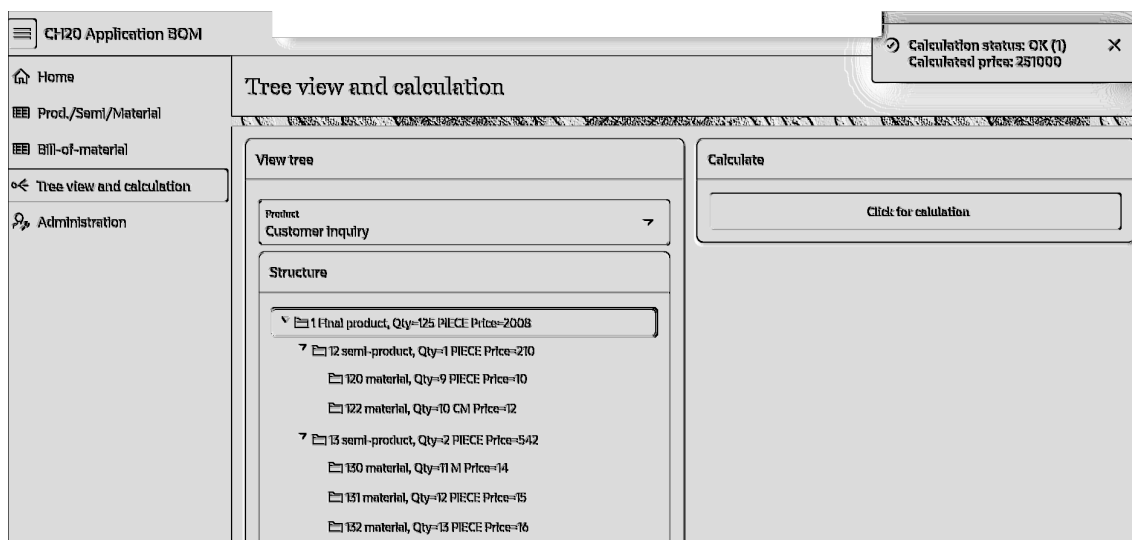 CH20 Application BOM
Calculation status: OK (1)
Calculated price: 251000
Home
Prod./Semi/Material
Bill-of-material
Tree view and calculation
Administration
Tree view and calculation
View tree
Product
Customer inquiry
Structure
1 Final product, Qty=125 PIECE Price=2008
12 semi-product, Qty=1 PIECE Price=210
120 material, Qty=9 PIECE Price=10
122 material, Qty=10 CM Price=12
13 semi-product, Qty=2 PIECE Price=542
130 material, Qty=11 M Price=14
131 material, Qty=12 PIECE Price=15
132 material, Qty=13 PIECE Price=16
Calculate
Click for calulation